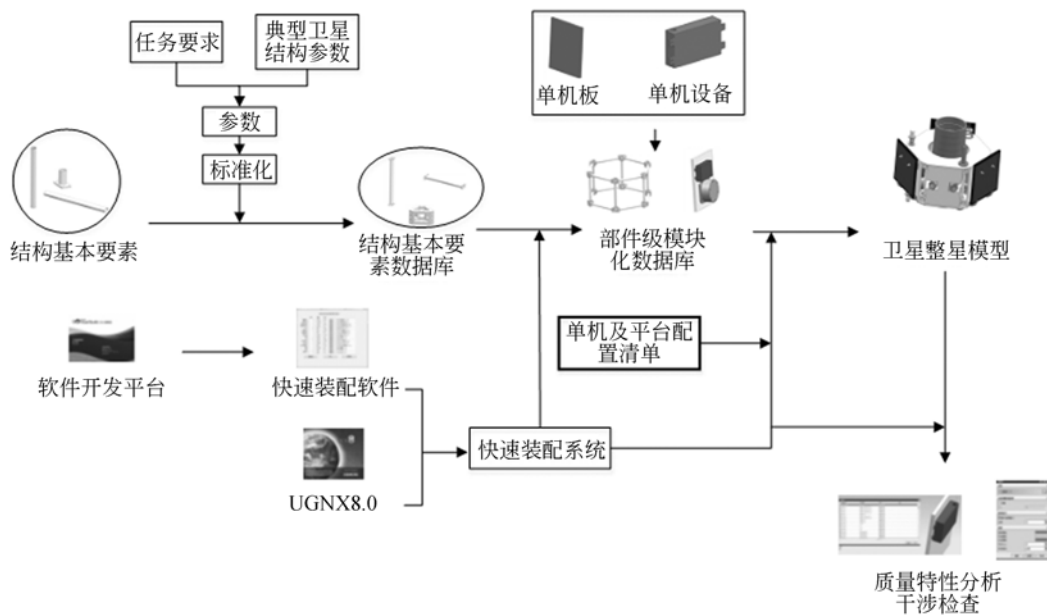 任务要求
典型卫星
结构参数
参数
标准化
单机板
单机设备
结构基本要素
结构基本要
素数据库
部件级模块
化数据库
卫星整星模型
单机及平台配
置清单
软件开发平台
快速装配软件
快速装配系统
UGNX8.0
质量特性分析
干涉检查